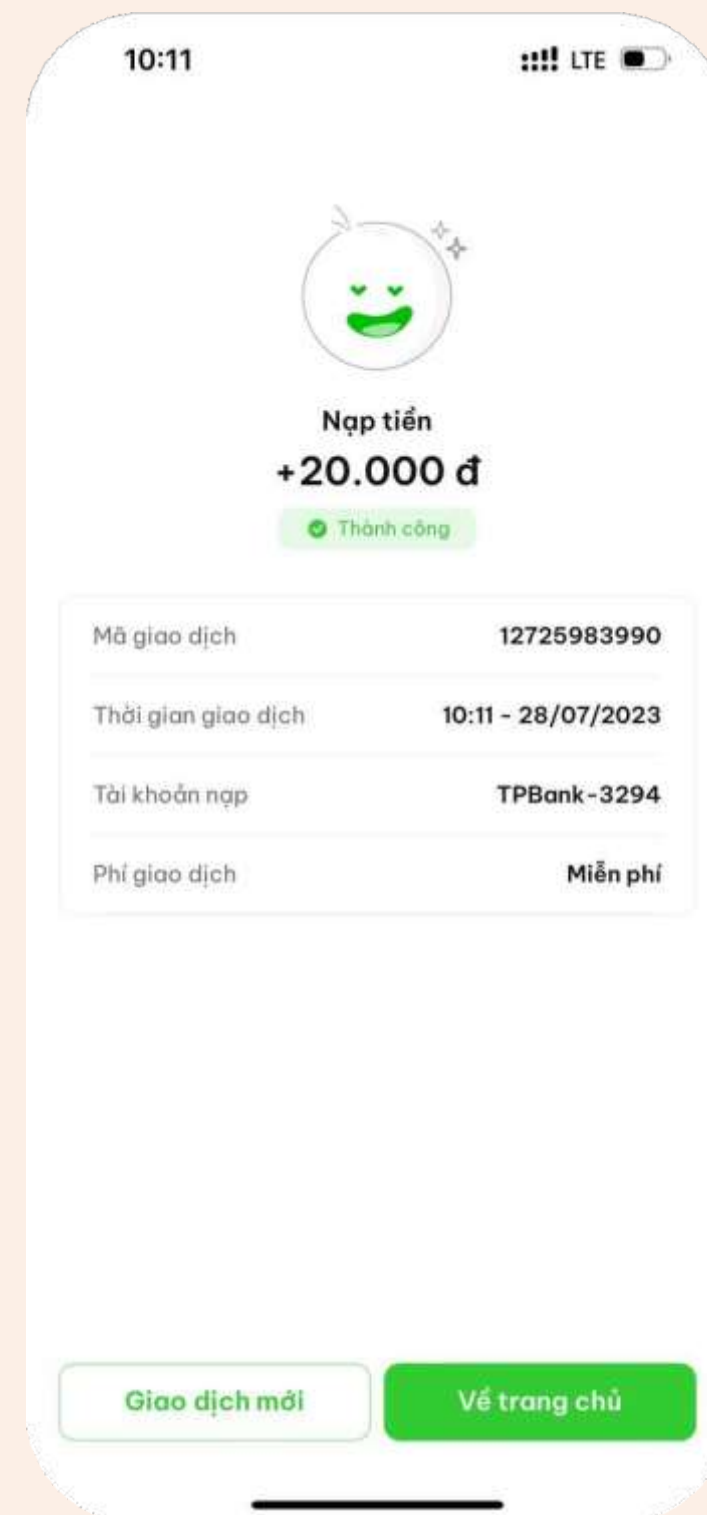 10:11 LTE
Nạp tiền
+20.000 đ
Thành công
Mã giao dịch 12725983990
Thời gian giao dịch 10:11 - 28/07/2023
Tài khoản nạp TPBank-3294
Phí giao dịch Miễn phí
Giao dịch mới Về trang chủ